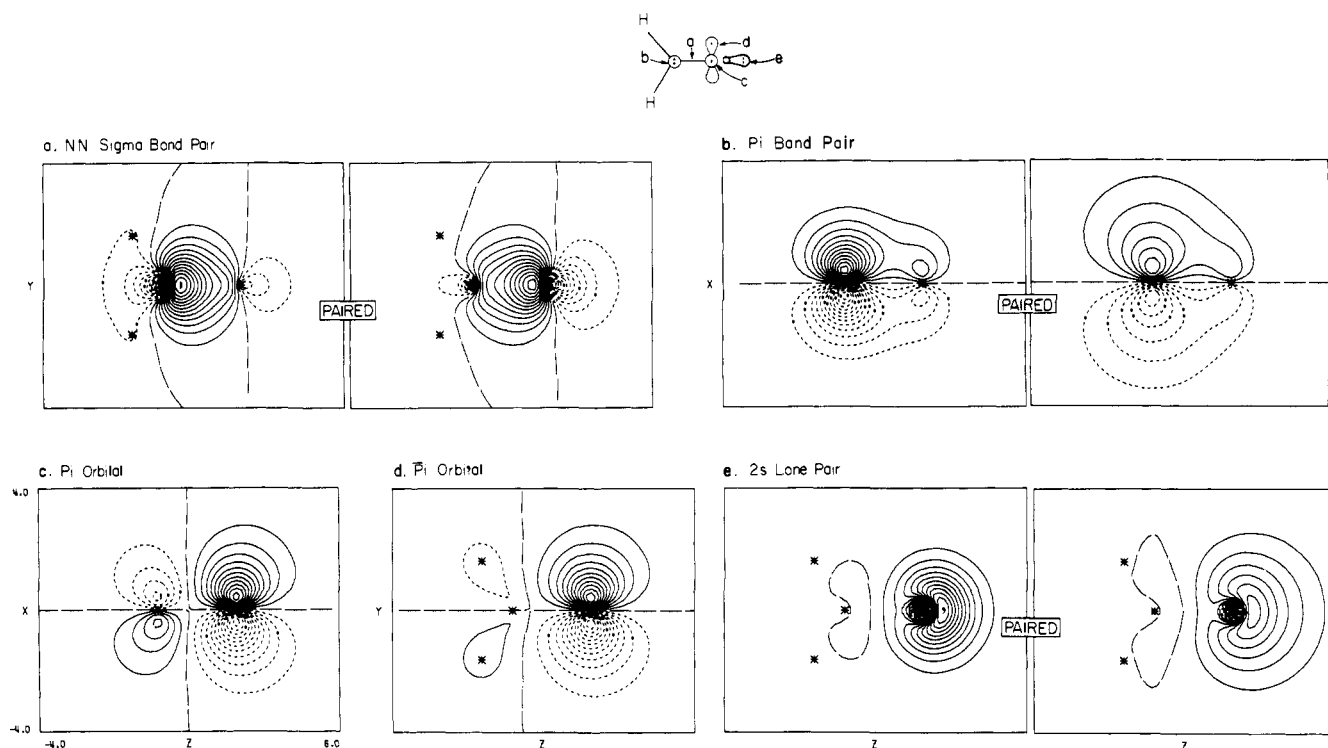 H
a
d
b
e
c
H
a. NN Sigma Bond Pair
b. Pi Band Pair
Y
PAIRED
X
PAIRED
c. Pi Orbital
d. P̅i Orbital
e. 2s Lone Pair
4.0
X
Y
PAIRED
-4.0
-4.0
Z
6.0
Z
Z
Z